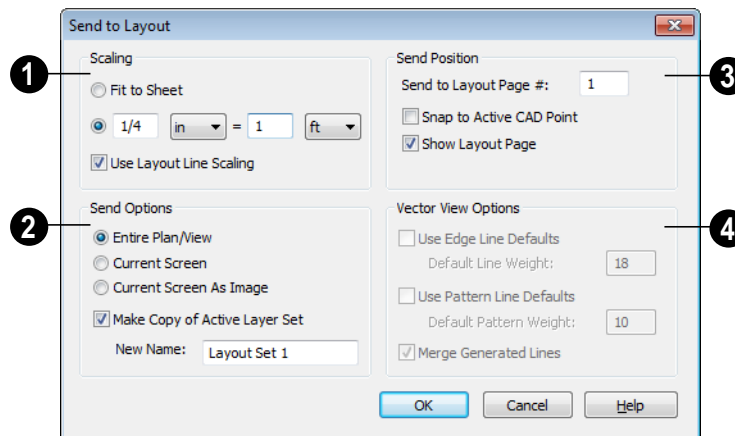 Send to Layout
1
Scaling
Fit to Sheet
1/4 in = 1 ft
Use Layout Line Scaling
2
Send Options
Entire Plan/View
Current Screen
Current Screen As Image
Make Copy of Active Layer Set
New Name: Layout Set 1
3
Send Position
Send to Layout Page #: 1
Snap to Active CAD Point
Show Layout Page
4
Vector View Options
Use Edge Line Defaults
Default Line Weight: 18
Use Pattern Line Defaults
Default Pattern Weight: 10
Merge Generated Lines
OK Cancel Help